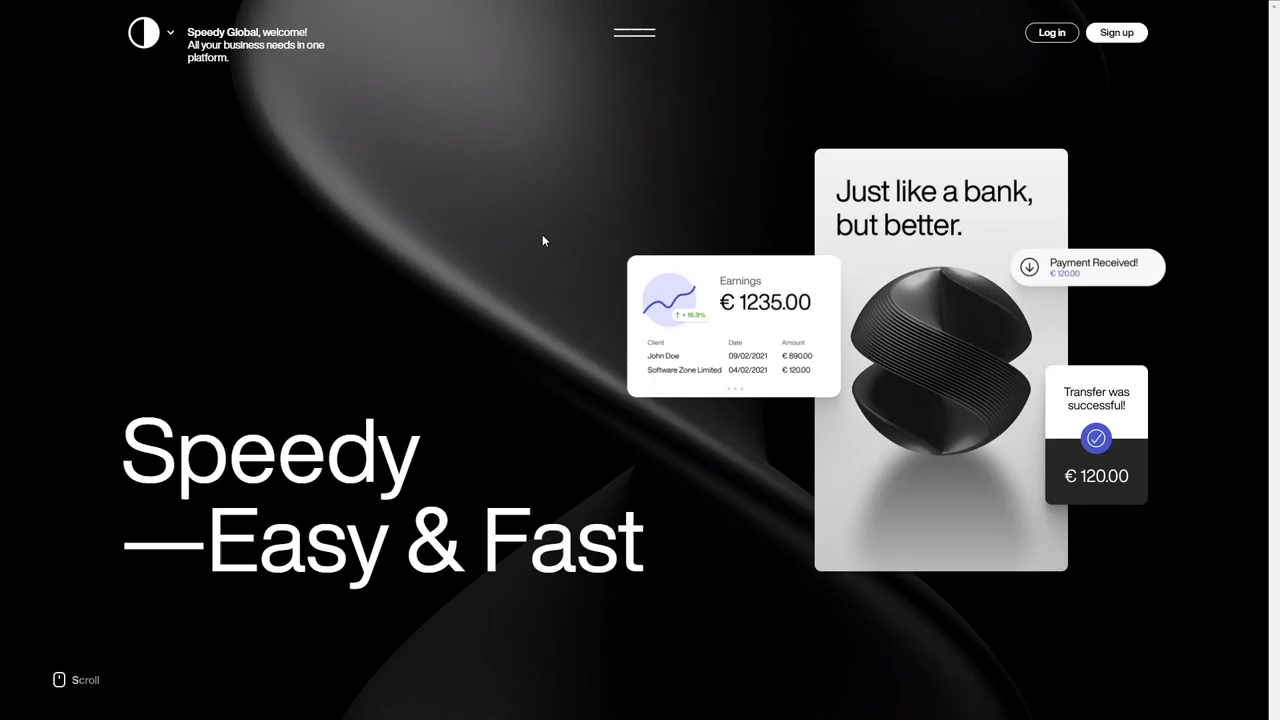 Speedy Global, welcome!
All your business needs in one
platform.
Log in
Sign up
Just like a bank,
but better.
Payment Received!
€ 120.00
Earnings
€ 1235.00
↑ + 16.9%
Client Date Amount
John Doe 09/02/2021 € 890.00
Software Zone Limited 04/02/2021 € 120.00
Transfer was
successful!
€ 120.00
Speedy
—Easy & Fast
Scroll